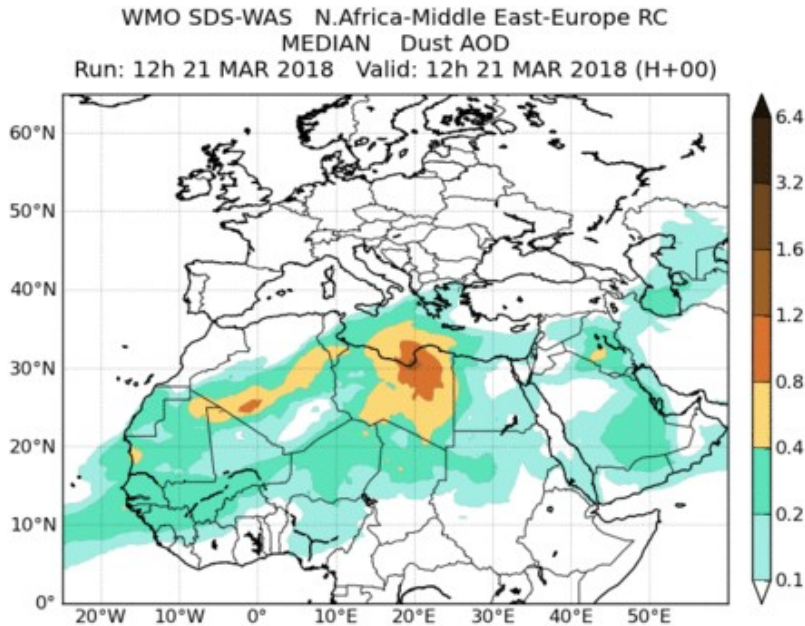 WMO SDS-WAS N.Africa-Middle East-Europe RC
MEDIAN Dust AOD
Run: 12h 21 MAR 2018 Valid: 12h 21 MAR 2018 (H+00)
60°N
50°N
40°N
30°N
20°N
10°N
0°
20°W
10°W
0°
10°E
20°E
30°E
40°E
50°E
6.4
3.2
1.6
1.2
0.8
0.4
0.2
0.1